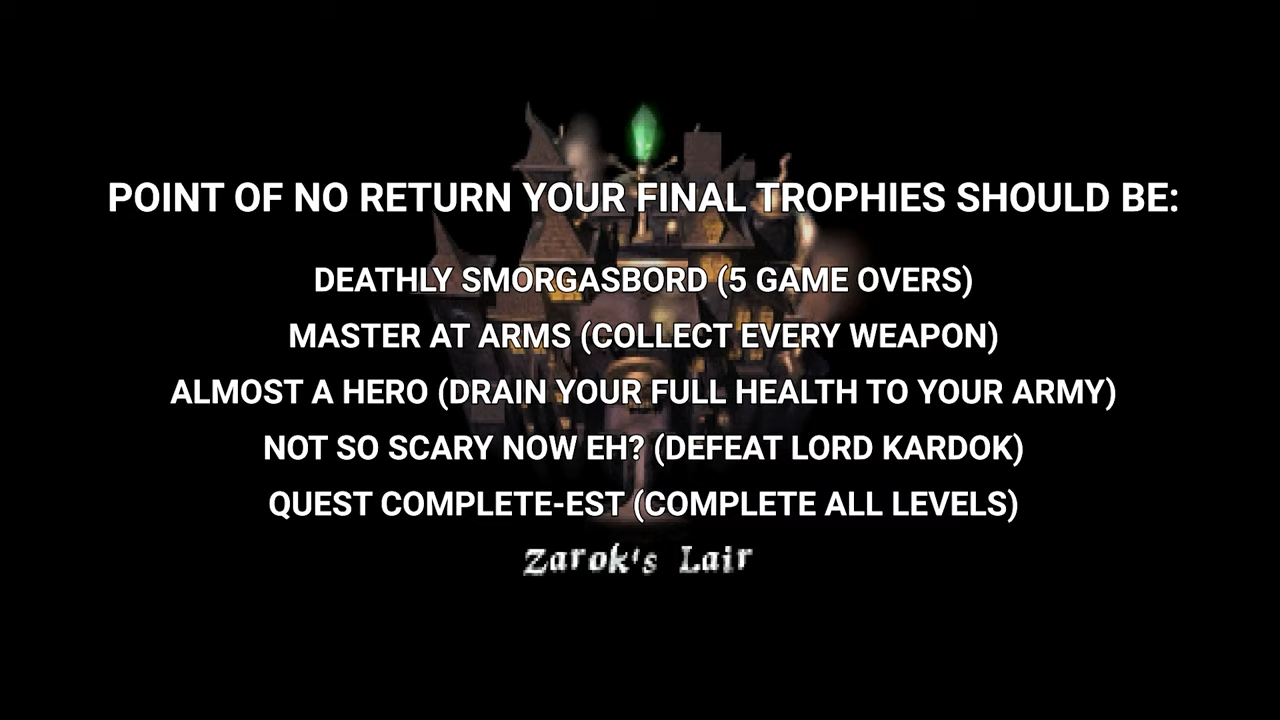 POINT OF NO RETURN YOUR FINAL TROPHIES SHOULD BE:
DEATHLY SMORGASBORD (5 GAME OVERS)
MASTER AT ARMS (COLLECT EVERY WEAPON)
ALMOST A HERO (DRAIN YOUR FULL HEALTH TO YOUR ARMY)
NOT SO SCARY NOW EH? (DEFEAT LORD KARDOK)
QUEST COMPLETE-EST (COMPLETE ALL LEVELS)
Zarok's Lair